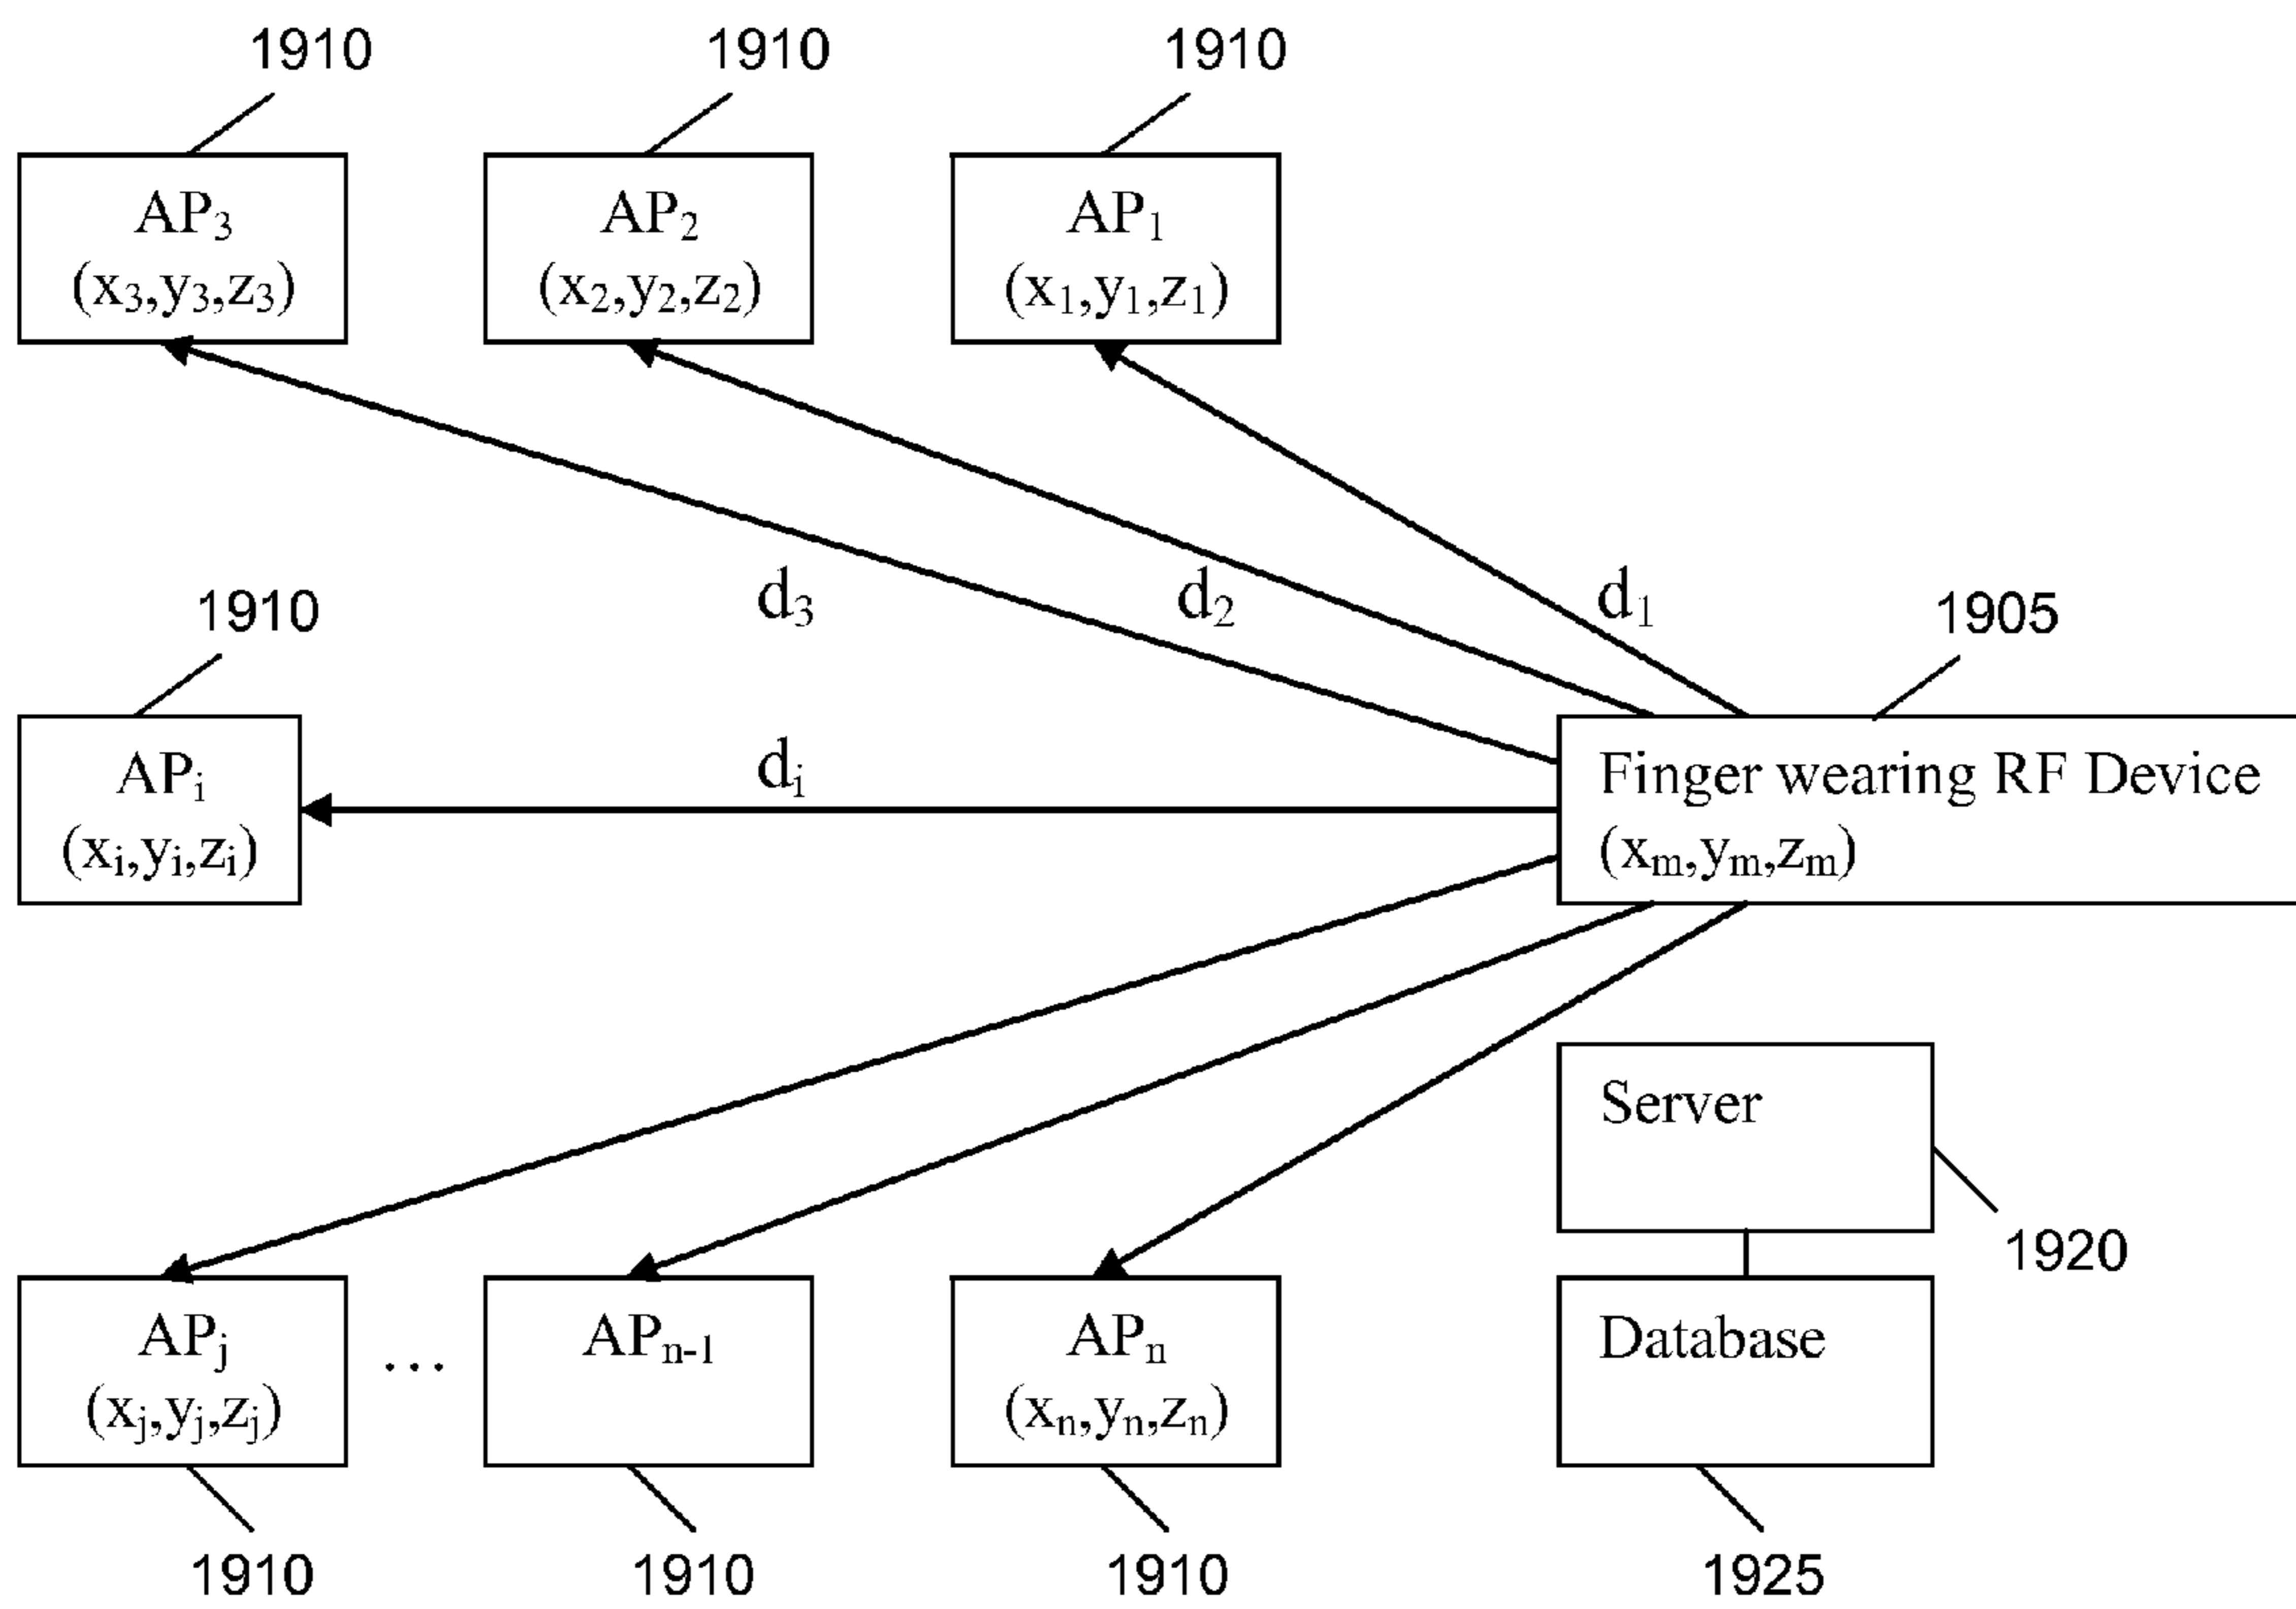 1910
1910
1910
AP3
(x3,y3,z3)
AP2
(x2,y2,z2)
AP1
(x1,y1,z1)
d3
d2
d1
1910
1905
APi
(xi,yi,zi)
di
Finger wearing RF Device
(xm,ym,zm)
Server
1920
APj
(xj,yj,zj)
...
APn-1
APn
(xn,yn,zn)
Database
1910
1910
1910
1925